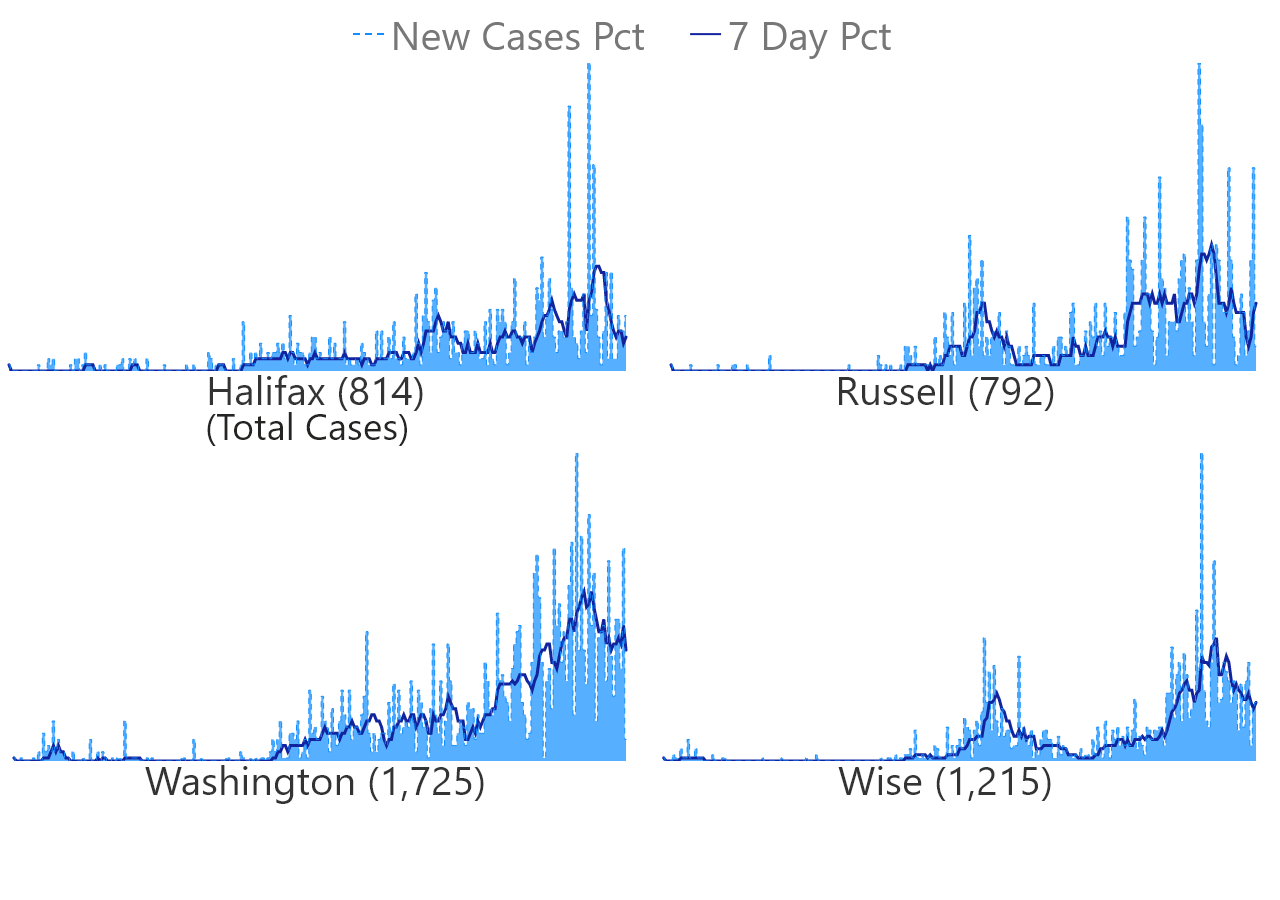 New Cases Pct 7 Day Pct
Halifax (814)
(Total Cases)
Russell (792)
Washington (1,725)
Wise (1,215)